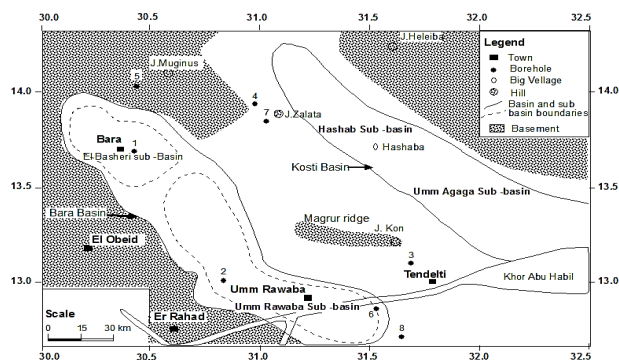 30.0 30.5 31.0 31.5 32.0 32.5
J.Heleiba
Legend
Town
Borehole
Big Vellage
Hill
Basin and sub
basin boundaries
Basement
J.Muginus
5
14.0 14.0
4
7
J.Zalata
Hashab Sub -basin
Bara
1
El Basheri sub -Basin
Hashaba
Kosti Basin
13.5 13.5
Umm Agaga Sub -basin
Bara Basin
Magrur ridge
J. Kon
El Obeid
3
2
Tendelti
Khor Abu Habil
13.0 13.0
Umm Rawaba
Umm Rawaba Sub -basin
6
Scale
0 15 30 km
Er Rahad
8
30.0 30.5 31.0 31.5 32.0 32.5